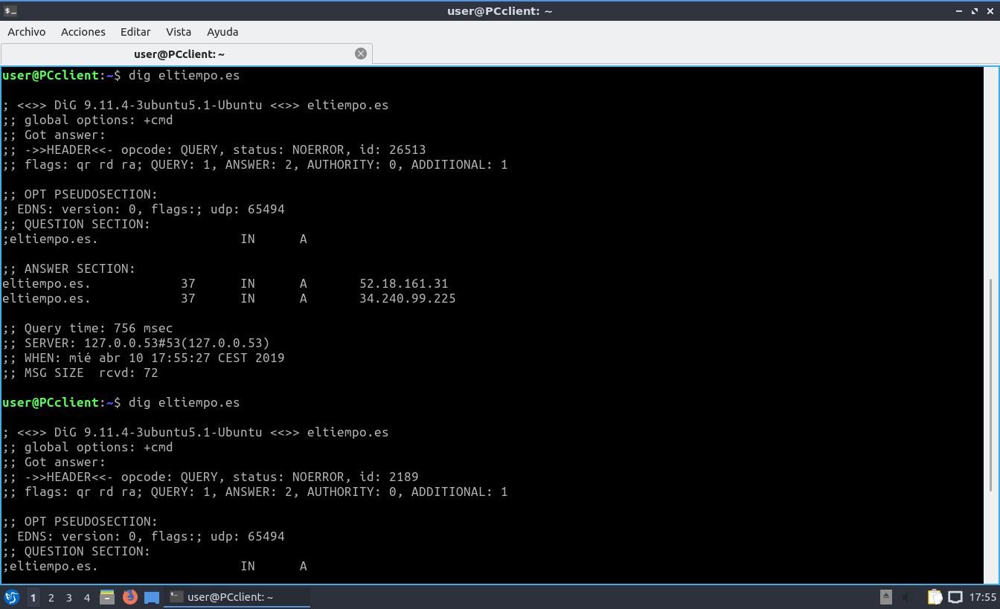 user@PCclient: ~
Archivo Acciones Editar Vista Ayuda
user@PCclient: ~
user@PCclient:~$ dig eltiempo.es
; <<>> DiG 9.11.4-3ubuntu5.1-Ubuntu <<>> eltiempo.es
;; global options: +cmd
;; Got answer:
;; ->>HEADER<<- opcode: QUERY, status: NOERROR, id: 26513
;; flags: qr rd ra; QUERY: 1, ANSWER: 2, AUTHORITY: 0, ADDITIONAL: 1
;; OPT PSEUDOSECTION:
; EDNS: version: 0, flags:; udp: 65494
;; QUESTION SECTION:
;eltiempo.es. IN A
;; ANSWER SECTION:
eltiempo.es. 37 IN A 52.18.161.31
eltiempo.es. 37 IN A 34.240.99.225
;; Query time: 756 msec
;; SERVER: 127.0.0.53#53(127.0.0.53)
;; WHEN: mié abr 10 17:55:27 CEST 2019
;; MSG SIZE  rcvd: 72
user@PCclient:~$ dig eltiempo.es
; <<>> DiG 9.11.4-3ubuntu5.1-Ubuntu <<>> eltiempo.es
;; global options: +cmd
;; Got answer:
;; ->>HEADER<<- opcode: QUERY, status: NOERROR, id: 2189
;; flags: qr rd ra; QUERY: 1, ANSWER: 2, AUTHORITY: 0, ADDITIONAL: 1
;; OPT PSEUDOSECTION:
; EDNS: version: 0, flags:; udp: 65494
;; QUESTION SECTION:
;eltiempo.es. IN A
1 2 3 4 user@PCclient: ~ 17:55